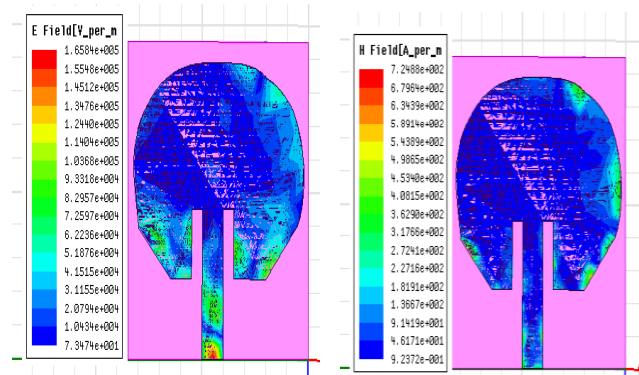 E Field[V_per_m
1.6584e+005
1.5548e+005
1.4512e+005
1.3476e+005
1.2440e+005
1.1404e+005
1.0368e+005
9.3318e+004
8.2957e+004
7.2597e+004
6.2236e+004
5.1876e+004
4.1515e+004
3.1155e+004
2.0794e+004
1.0434e+004
7.3474e+001
H Field[A_per_m
7.2488e+002
6.7964e+002
6.3439e+002
5.8914e+002
5.4389e+002
4.9865e+002
4.5340e+002
4.0815e+002
3.6290e+002
3.1766e+002
2.7241e+002
2.2716e+002
1.8191e+002
1.3667e+002
9.1419e+001
4.6171e+001
9.2372e-001